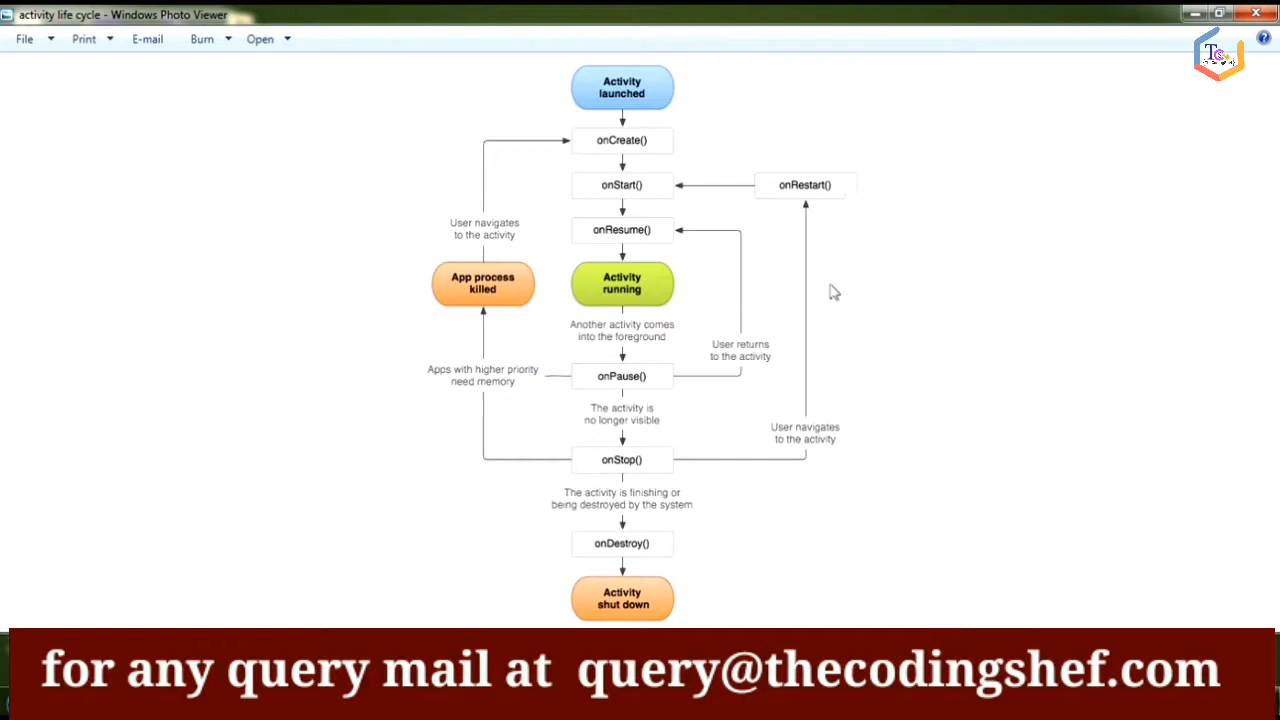 activity life cycle - Windows Photo Viewer
File
Print
E-mail
Burn
Open
Activity
launched
onCreate()
onStart()
onRestart()
User navigates
to the activity
onResume()
App process
killed
Activity
running
Another activity comes
into the foreground
User returns
to the activity
Apps with higher priority
need memory
onPause()
The activity is
no longer visible
User navigates
to the activity
onStop()
The activity is finishing or
being destroyed by the system
onDestroy()
Activity
shut down
for any query mail at query@thecodingshef.com